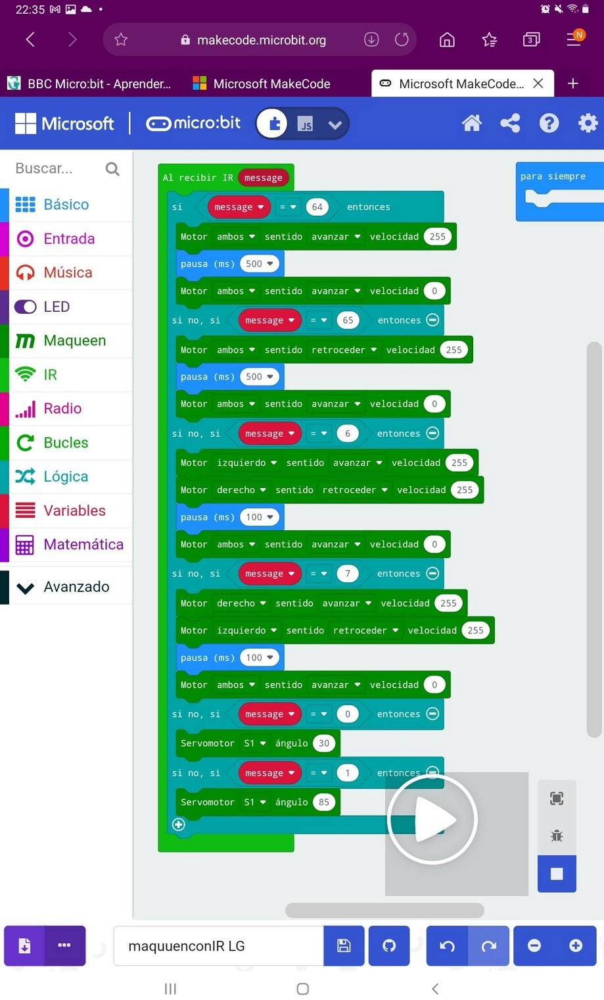 22:35
makecode.microbit.org
3
N
BBC Micro:bit - Aprender...
Microsoft MakeCode
Microsoft MakeCode...
Microsoft
micro:bit
JS
Buscar...
Básico
Entrada
Música
LED
Maqueen
IR
Radio
Bucles
Lógica
Variables
Matemática
Avanzado
Al recibir IR message
si message = 64 entonces
Motor ambos sentido avanzar velocidad 255
pausa (ms) 500
Motor ambos sentido avanzar velocidad 0
si no, si message = 65 entonces
Motor ambos sentido retroceder velocidad 255
pausa (ms) 500
Motor ambos sentido avanzar velocidad 0
si no, si message = 6 entonces
Motor izquierdo sentido avanzar velocidad 255
Motor derecho sentido retroceder velocidad 255
pausa (ms) 100
Motor ambos sentido avanzar velocidad 0
si no, si message = 7 entonces
Motor derecho sentido avanzar velocidad 255
Motor izquierdo sentido retroceder velocidad 255
pausa (ms) 100
Motor ambos sentido avanzar velocidad 0
si no, si message = 0 entonces
Servomotor S1 ángulo 30
si no, si message = 1 entonces
Servomotor S1 ángulo 85
para siempre
maquuenconIR LG